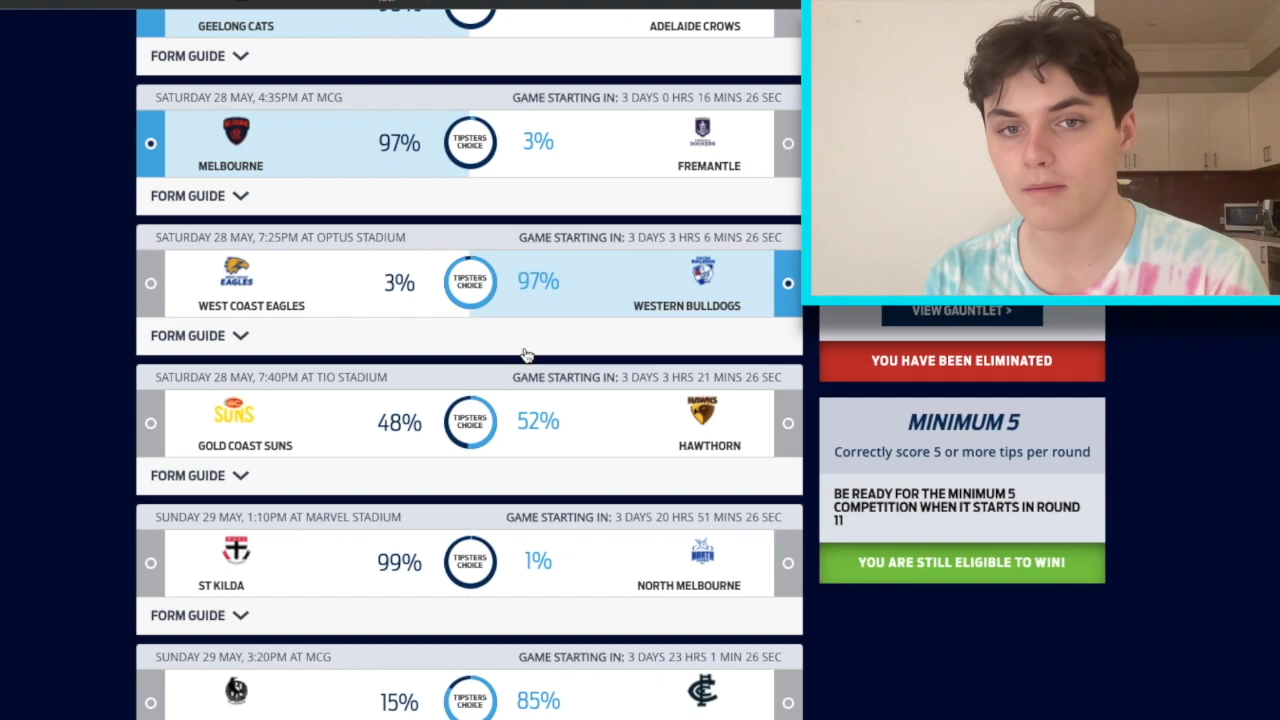 GEELONG CATS
ADELAIDE CROWS
FORM GUIDE
SATURDAY 28 MAY, 4:35PM AT MCG
GAME STARTING IN: 3 DAYS 0 HRS 16 MINS 26 SEC
97%
TIPSTERS
CHOICE
3%
MELBOURNE
FREMANTLE
FORM GUIDE
SATURDAY 28 MAY, 7:25PM AT OPTUS STADIUM
GAME STARTING IN: 3 DAYS 3 HRS 6 MINS 26 SEC
EAGLES
3%
TIPSTERS
CHOICE
97%
WEST COAST EAGLES
WESTERN BULLDOGS
FORM GUIDE
VIEW GAUNTLET >
YOU HAVE BEEN ELIMINATED
SATURDAY 28 MAY, 7:40PM AT TIO STADIUM
GAME STARTING IN: 3 DAYS 3 HRS 21 MINS 26 SEC
GC
SUNS
48%
TIPSTERS
CHOICE
52%
HAWKS
GOLD COAST SUNS
HAWTHORN
FORM GUIDE
MINIMUM 5
Correctly score 5 or more tips per round
BE READY FOR THE MINIMUM 5
COMPETITION WHEN IT STARTS IN ROUND
11
YOU ARE STILL ELIGIBLE TO WIN!
SUNDAY 29 MAY, 1:10PM AT MARVEL STADIUM
GAME STARTING IN: 3 DAYS 20 HRS 51 MINS 26 SEC
99%
TIPSTERS
CHOICE
1%
NORTH
ST KILDA
NORTH MELBOURNE
FORM GUIDE
SUNDAY 29 MAY, 3:20PM AT MCG
GAME STARTING IN: 3 DAYS 23 HRS 1 MIN 26 SEC
15%
TIPSTERS
CHOICE
85%